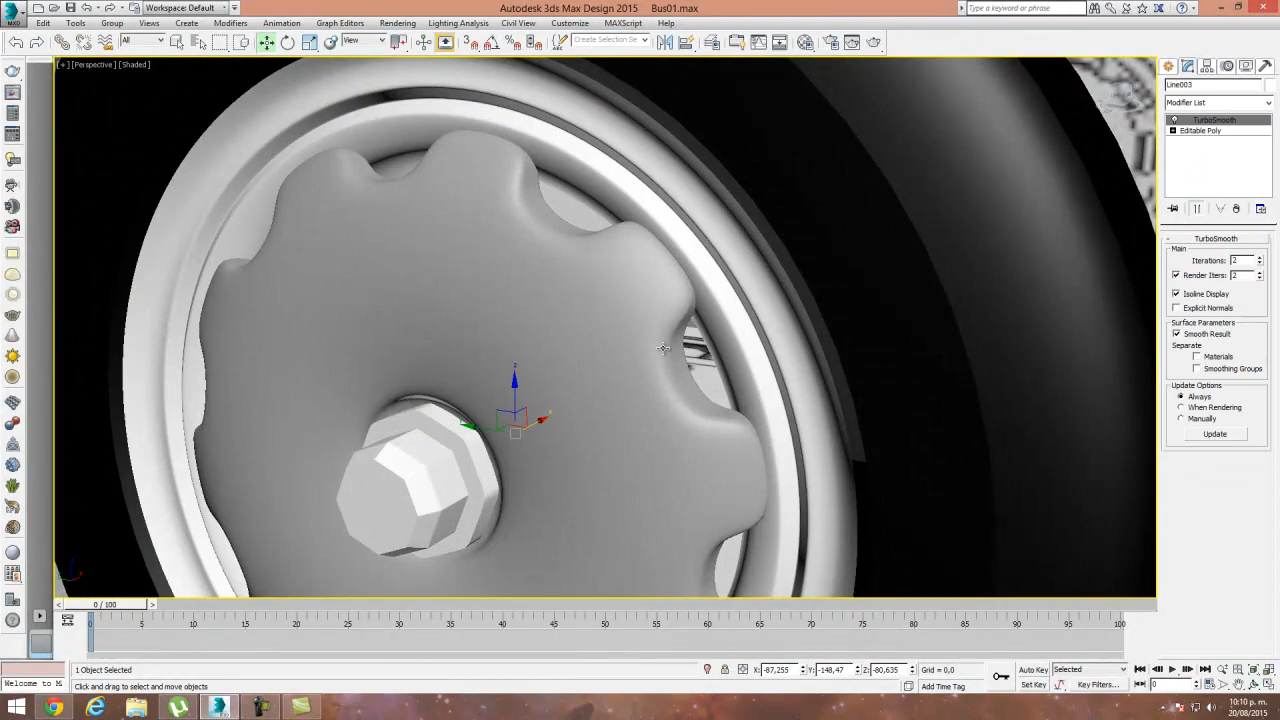 Workspace: Default
Autodesk 3ds Max Design 2015 Bus01.max
Type a keyword or phrase
MXD
Edit Tools Group Views Create Modifiers Animation Graph Editors Rendering Lighting Analysis Civil View Customize MAXScript Help
All
View
Create Selection Se
[+] [Perspective] [Shaded]
Line003
Modifier List
TurboSmooth
Editable Poly
TurboSmooth
Main
Iterations: 2
Render Iters: 2
Isoline Display
Explicit Normals
Surface Parameters
Smooth Result
Separate
Materials
Smoothing Groups
Update Options
Always
When Rendering
Manually
Update
z
x
< 0 / 100 >
0 5 10 15 20 25 30 35 40 45 50 55 60 65 70 75 80 85 90 95 100
1 Object Selected
X: -87,255 Y: -148,47 Z: -80,635 Grid = 0,0
Auto Key Selected
Welcome to M
Click and drag to select and move objects
Add Time Tag
Set Key Key Filters... 0
10:10 p. m.
20/08/2015